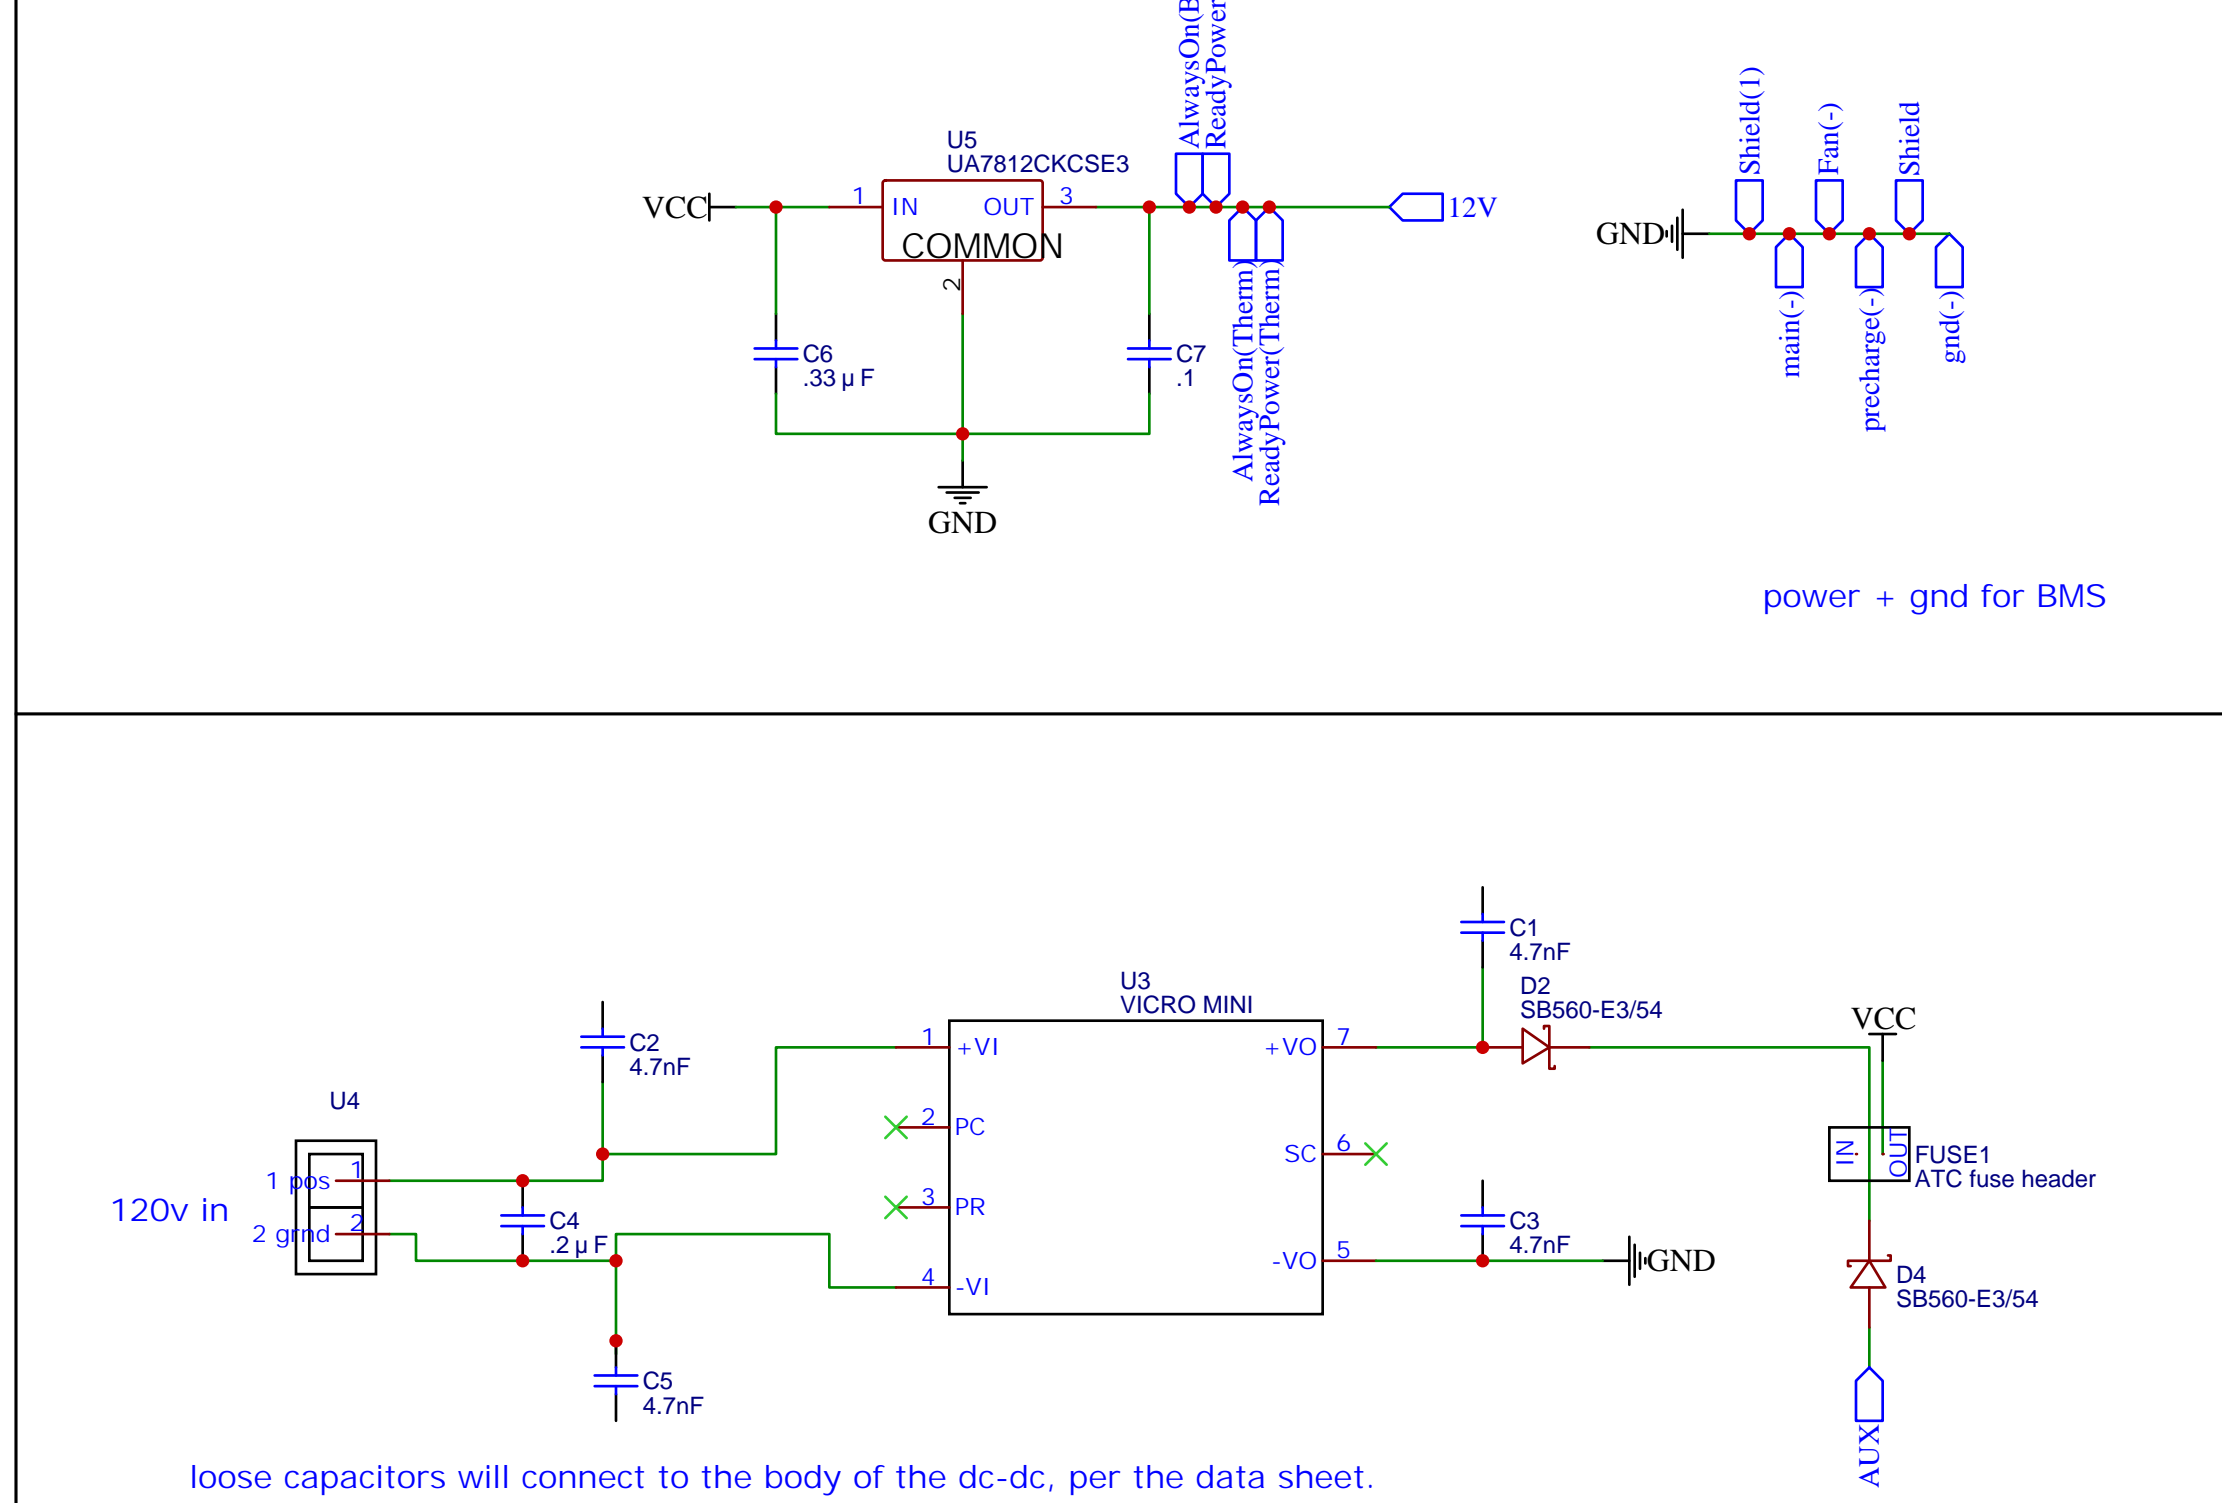 AlwaysOn(B
ReadyPower
U5
UA7812CKCSE3
VCC
1
IN
OUT
3
COMMON
2
12V
C6
.33 µ F
C7
.1
AlwaysOn(Therm)
ReadyPower(Therm)
GND
Shield(1)
Fan(-)
Shield
GND
main(-)
precharge(-)
gnd(-)
power + gnd for BMS
C1
4.7nF
D2
SB560-E3/54
U3
VICRO MINI
VCC
C2
4.7nF
1
+VI
+VO
7
U4
2
PC
SC
6
IN
OUT
FUSE1
ATC fuse header
1 pos
1
120v in
2 grnd
2
C4
.2 µ F
3
PR
C3
4.7nF
4
-VI
-VO
5
GND
D4
SB560-E3/54
C5
4.7nF
AUX
loose capacitors will connect to the body of the dc-dc, per the data sheet.